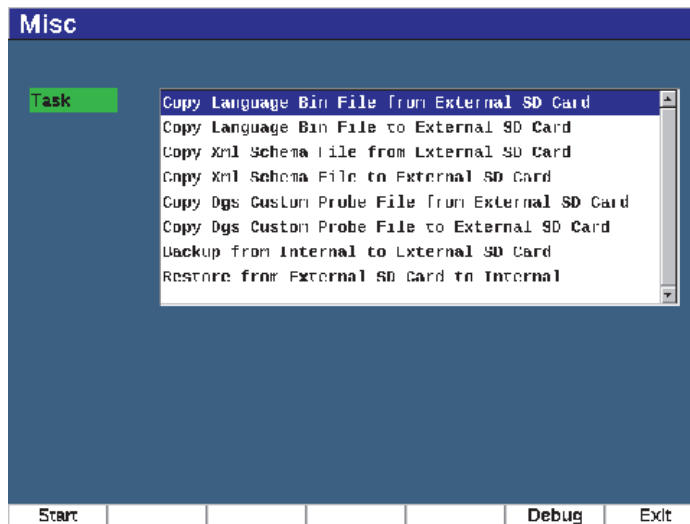 Misc
Task
Copy Language Bin File from External SD Card
Copy Language Bin File to External SD Card
Copy Xml Schema File from External SD Card
Copy Xml Schema File to External SD Card
Copy Dgs Custom Probe File from External SD Card
Copy Dgs Custom Probe File to External SD Card
Backup from Internal to External SD Card
Restore from External SD Card to Internal
Start Debug Exit